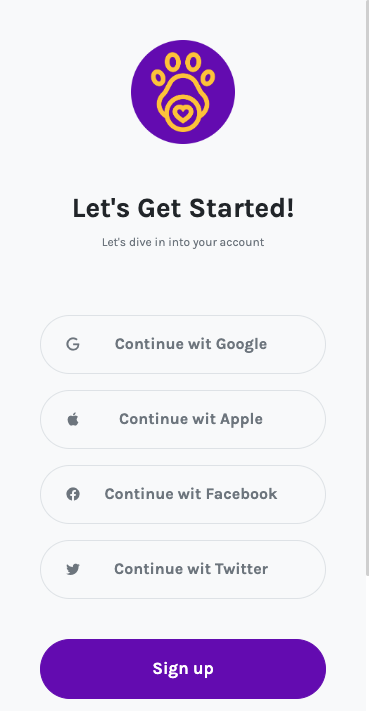 Let's Get Started!
Let's dive in into your account
Continue wit Google
Continue wit Apple
Continue wit Facebook
Continue wit Twitter
Sign up